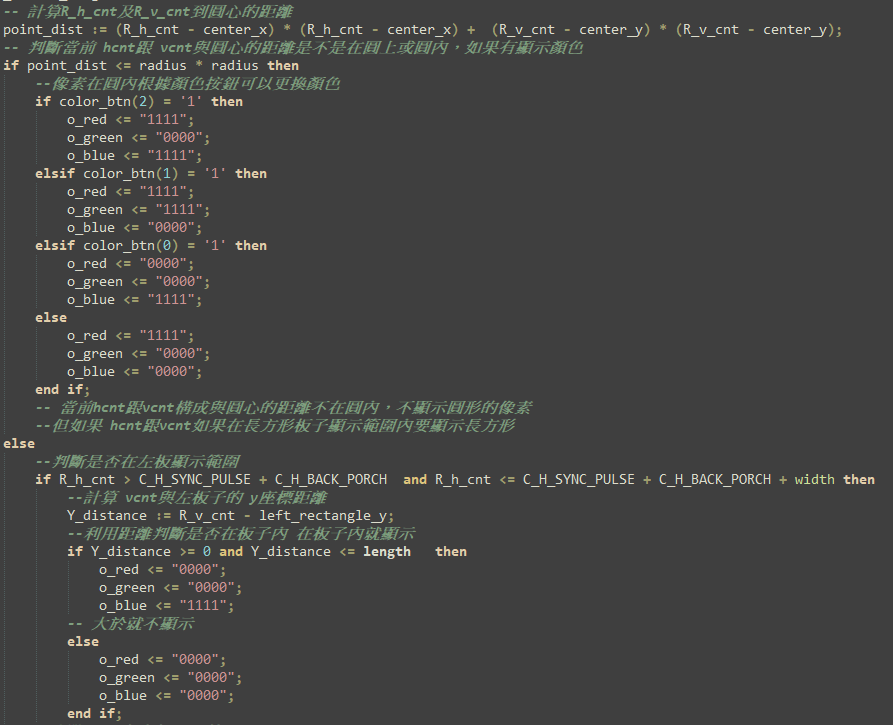 -- 計算R_h_cnt及R_v_cnt到圓心的距離
point_dist := (R_h_cnt - center_x) * (R_h_cnt - center_x) +  (R_v_cnt - center_y) * (R_v_cnt - center_y);
-- 判斷當前 hcnt跟 vcnt與圓心的距離是不是在圓上或圓內，如果有顯示顏色
if point_dist <= radius * radius then
    --像素在圓內根據顏色按鈕可以更換顏色
    if color_btn(2) = '1' then
        o_red <= "1111";
        o_green <= "0000";
        o_blue <= "1111";
    elsif color_btn(1) = '1' then
        o_red <= "1111";
        o_green <= "1111";
        o_blue <= "0000";
    elsif color_btn(0) = '1' then
        o_red <= "0000";
        o_green <= "0000";
        o_blue <= "1111";
    else
        o_red <= "1111";
        o_green <= "0000";
        o_blue <= "0000";
    end if;
    -- 當前hcnt跟vcnt構成與圓心的距離不在圓內，不顯示圓形的像素
    --但如果 hcnt跟vcnt如果在長方形板子顯示範圍內要顯示長方形
else
    --判斷是否在左板顯示範圍
    if R_h_cnt > C_H_SYNC_PULSE + C_H_BACK_PORCH  and R_h_cnt <= C_H_SYNC_PULSE + C_H_BACK_PORCH + width then
        --計算 vcnt與左板子的 y座標距離
        Y_distance := R_v_cnt - left_rectangle_y;
        --利用距離判斷是否在板子內 在板子內就顯示
        if Y_distance >= 0 and Y_distance <= length   then
            o_red <= "0000";
            o_green <= "0000";
            o_blue <= "1111";
        -- 大於就不顯示
        else
            o_red <= "0000";
            o_green <= "0000";
            o_blue <= "0000";
        end if;